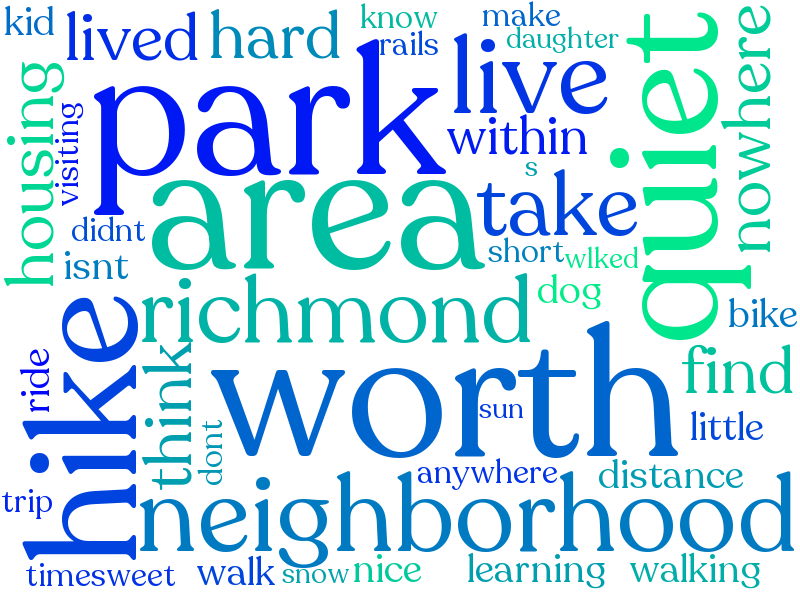 kid
lived
hard
know
rails
make
daughter
live
quiet
nowhere
housing
visiting
park
within
s
area
take
didnt
isnt
short
wlked
dog
bike
richmond
hike
ride
think
dont
worth
sun
find
little
anywhere
distance
trip
neighborhood
timesweet
walk
snow
nice
learning
walking